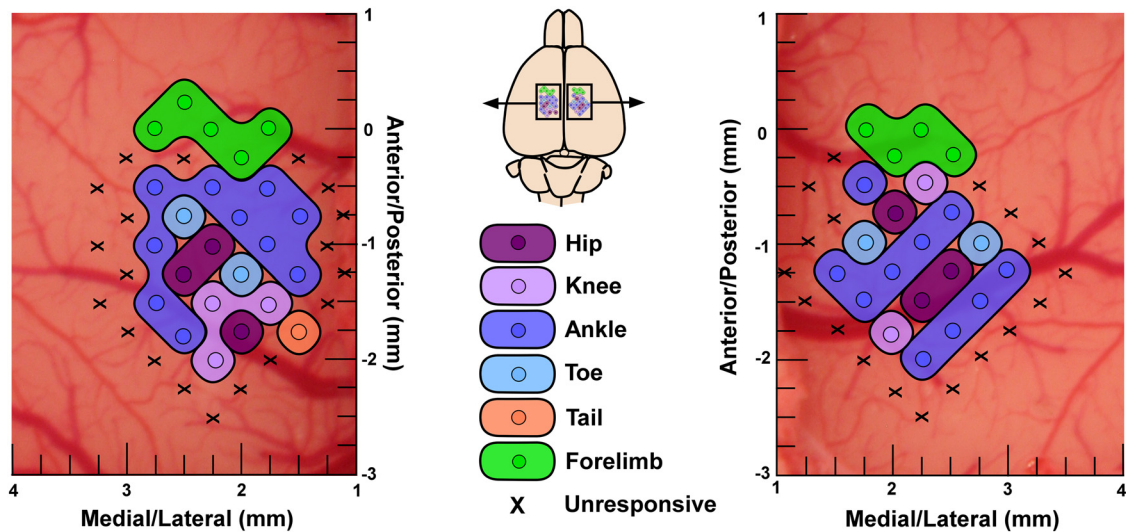 1
0
-1
-2
-3
Anterior/Posterior (mm)
4
3
2
1
Medial/Lateral (mm)
Hip
Knee
Ankle
Toe
Tail
Forelimb
X Unresponsive
1
0
-1
-2
-3
Anterior/Posterior (mm)
1
2
3
4
Medial/Lateral (mm)